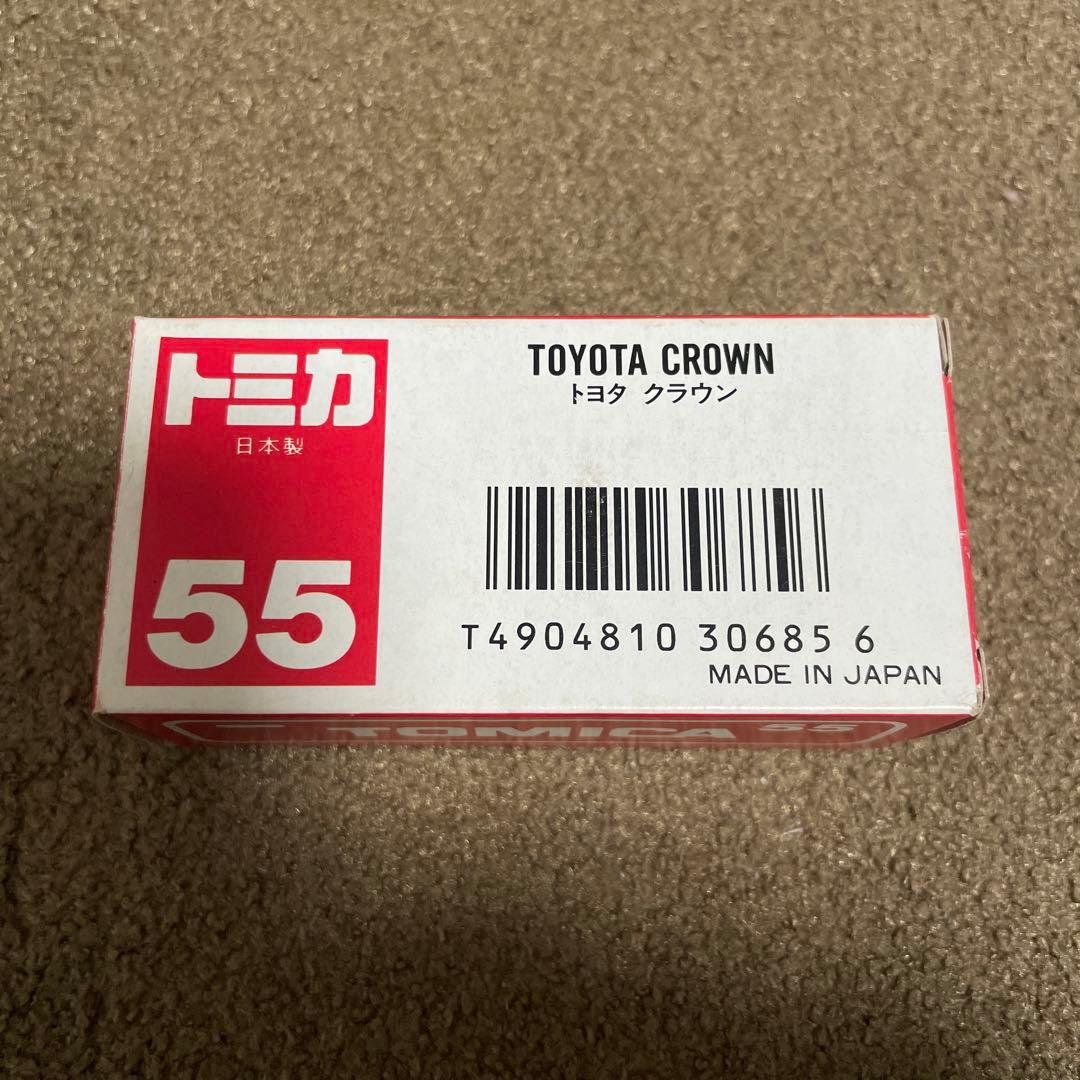 トミカ
日本製
55
TOYOTA CROWN
トヨタ クラウン
T4904810 30685 6
MADE IN JAPAN
TOMICA 55